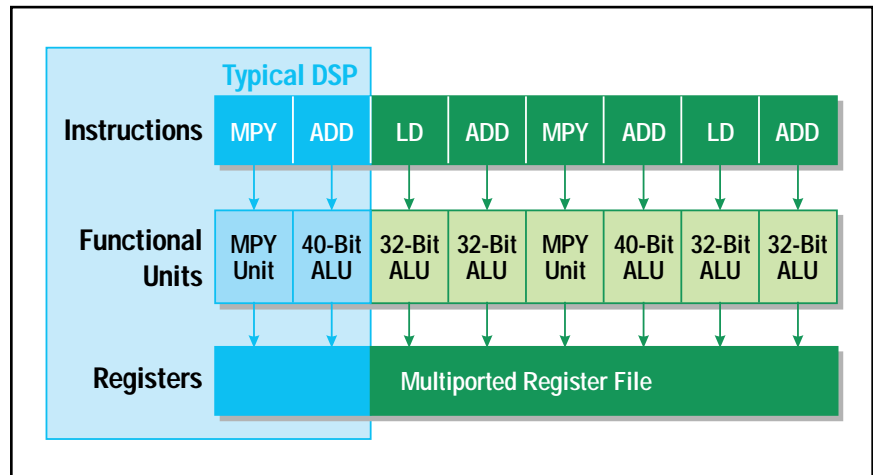 Typical DSP
Instructions MPY ADD LD ADD MPY ADD LD ADD
Functional Units
MPY Unit 40-Bit ALU 32-Bit ALU 32-Bit ALU MPY Unit 40-Bit ALU 32-Bit ALU 32-Bit ALU
Registers Multiported Register File